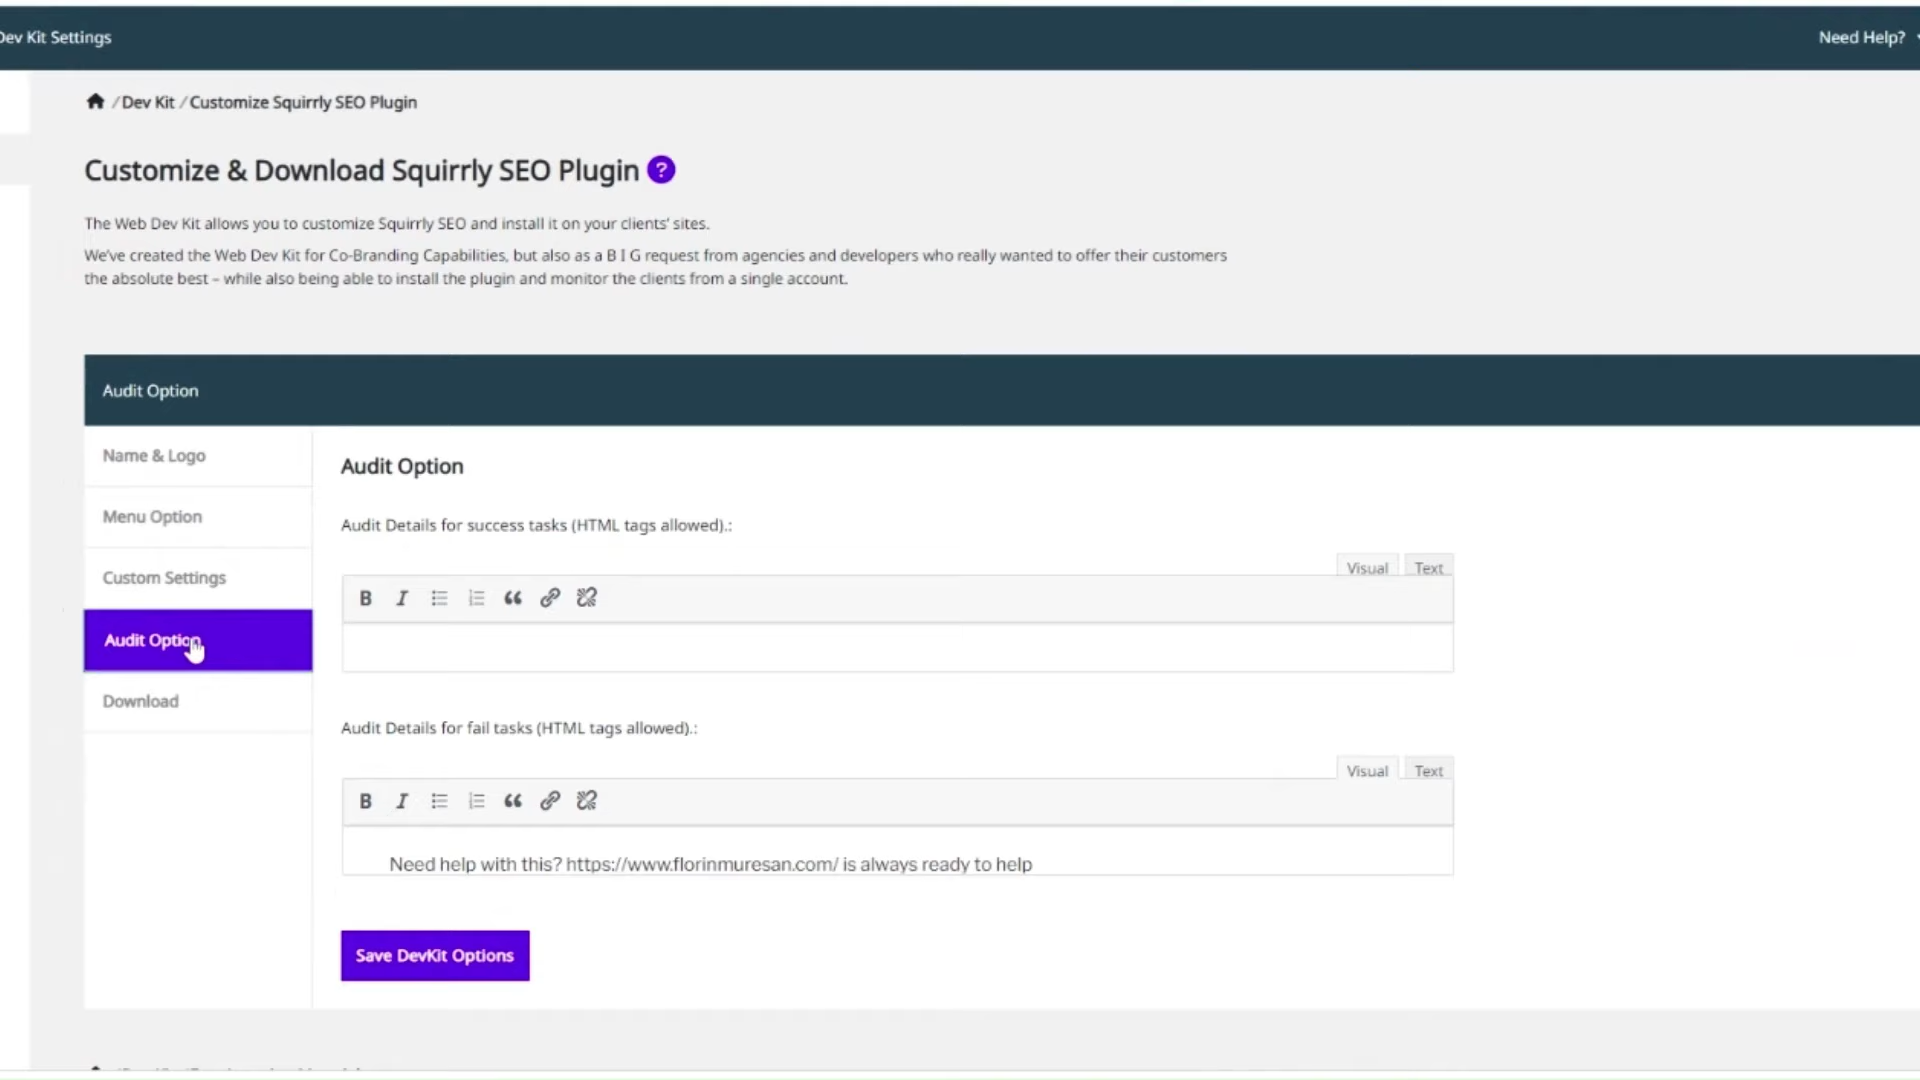 Dev Kit Settings
Need Help?
/ Dev Kit / Customize Squirrly SEO Plugin
Customize & Download Squirrly SEO Plugin ?
The Web Dev Kit allows you to customize Squirrly SEO and install it on your clients' sites.
We've created the Web Dev Kit for Co-Branding Capabilities, but also as a B I G request from agencies and developers who really wanted to offer their customers
the absolute best – while also being able to install the plugin and monitor the clients from a single account.
Audit Option
Name & Logo
Menu Option
Custom Settings
Audit Option
Download
Audit Option
Audit Details for success tasks (HTML tags allowed).:
Visual Text
B I
Audit Details for fail tasks (HTML tags allowed).:
Visual Text
B I
Need help with this? https://www.florinmuresan.com/ is always ready to help
Save DevKit Options